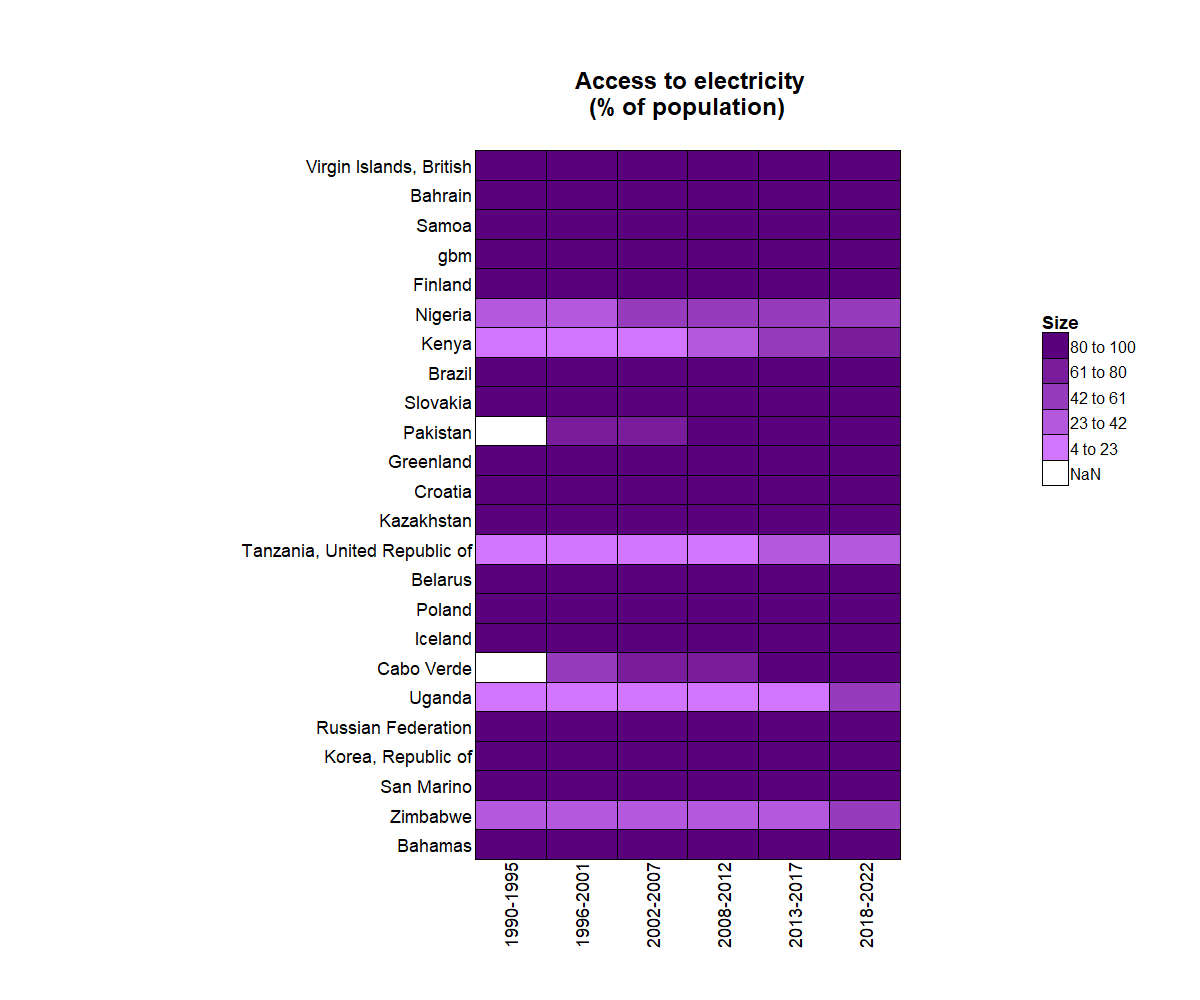 Access to electricity
(% of population)
Virgin Islands, British
Bahrain
Samoa
gbm
Finland
Nigeria
Kenya
Brazil
Slovakia
Pakistan
Greenland
Croatia
Kazakhstan
Tanzania, United Republic of
Belarus
Poland
Iceland
Cabo Verde
Uganda
Russian Federation
Korea, Republic of
San Marino
Zimbabwe
Bahamas
1990-1995
1996-2001
2002-2007
2008-2012
2013-2017
2018-2022
Size
80 to 100
61 to 80
42 to 61
23 to 42
4 to 23
NaN